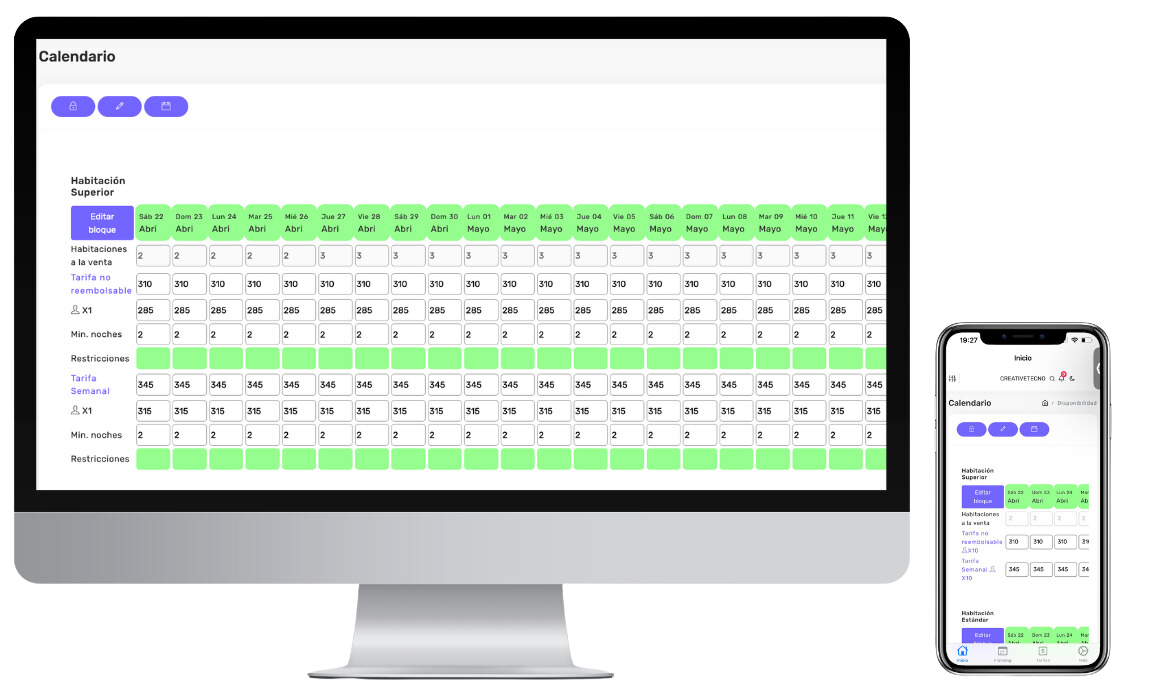 Calendario
Habitación
Superior
Editar
bloque
Sáb 22 Dom 23 Lun 24 Mar 25 Mié 26 Jue 27 Vie 28 Sáb 29 Dom 30 Lun 01 Mar 02 Mié 03 Jue 04 Vie 05 Sáb 06 Dom 07 Lun 08 Mar 09 Mié 10 Jue 11 Vie 12
Abri Abri Abri Abri Abri Abri Abri Abri Abri Mayo Mayo Mayo Mayo Mayo Mayo Mayo Mayo Mayo Mayo Mayo May
Habitaciones
a la venta
2 2 2 2 2 3 3 3 3 3 3 3 3 3 3 3 3 3 3 3 3
Tarifa no
reembolsable
310 310 310 310 310 310 310 310 310 310 310 310 310 310 310 310 310 310 310 310 310
X1 285 285 285 285 285 285 285 285 285 285 285 285 285 285 285 285 285 285 285 285 285
Min. noches 2 2 2 2 2 2 2 2 2 2 2 2 2 2 2 2 2 2 2 2 2
Restricciones
Tarifa
Semanal
345 345 345 345 345 345 345 345 345 345 345 345 345 345 345 345 345 345 345 345 345
X1 315 315 315 315 315 315 315 315 315 315 315 315 315 315 315 315 315 315 315 315 315
Min. noches 2 2 2 2 2 2 2 2 2 2 2 2 2 2 2 2 2 2 2 2 2
Restricciones
19:27
Inicio
CREATIVETECNO
Calendario / Disponibilidad
Habitación
Superior
Editar
bloque
Sáb 22 Dom 23 Lun 24 Mar
Abri Abri Abri Ab
Habitaciones
a la venta
2 2 2 2
Tarifa no
reembolsable
X10
310 310 310 31
Tarifa
Semanal
X10
345 345 345 34
Habitación
Estándar
Editar
bloque
Sáb 22 Dom 23 Lun 24 Mar
Inicio Planning Tarifas Más